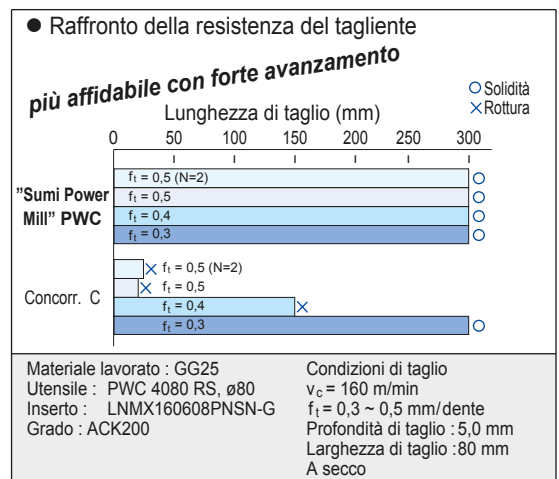 ● Raffronto della resistenza del tagliente
più affidabile con forte avanzamento
○ Solidità
× Rottura
Lunghezza di taglio (mm)
0 50 100 150 200 250 300
"Sumi Power Mill" PWC
ft = 0,5 (N=2) ○
ft = 0,5 ○
ft = 0,4 ○
ft = 0,3 ○
Concorr. C
× ft = 0,5 (N=2)
× ft = 0,5
ft = 0,4 ×
ft = 0,3 ○
Materiale lavorato : GG25
Utensile : PWC 4080 RS, ø80
Inserto : LNMX160608PNSN-G
Grado : ACK200
Condizioni di taglio
vc = 160 m/min
ft = 0,3 ~ 0,5 mm/dente
Profondità di taglio : 5,0 mm
Larghezza di taglio : 80 mm
A secco